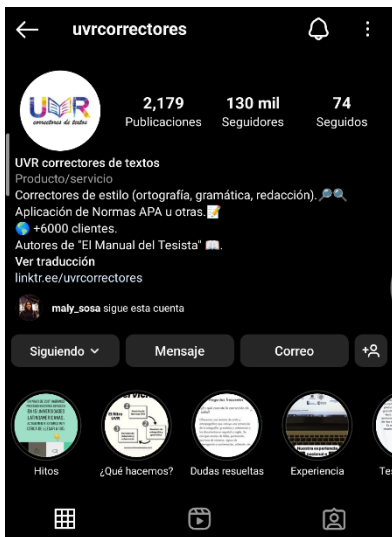 uvrcorrectores
UVR
correctores de textos
2,179 130 mil 74
Publicaciones Seguidores Seguidos
UVR correctores de textos
Producto/servicio
Correctores de estilo (ortografía, gramática, redacción).🔎🔍
Aplicación de Normas APA u otras.📝
🌎 +6000 clientes.
Autores de "El Manual del Tesista" 📖.
Ver traducción
linktr.ee/uvrcorrectores
maly_sosa sigue esta cuenta
Siguiendo Mensaje Correo
Hitos ¿Qué hacemos? Dudas resueltas Experiencia Te